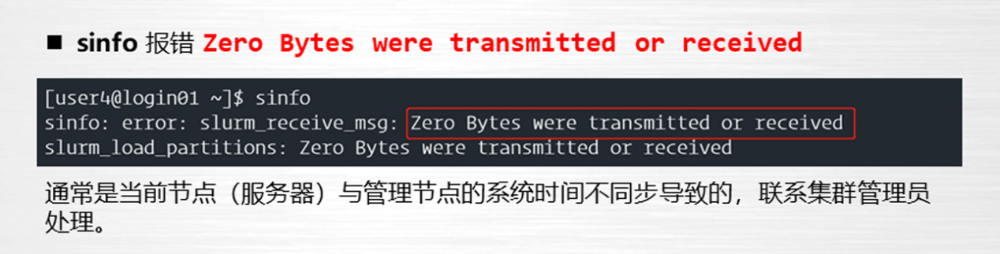 ■ sinfo 报错 Zero Bytes were transmitted or received
[user4@login01 ~]$ sinfo
sinfo: error: slurm_receive_msg: Zero Bytes were transmitted or received
slurm_load_partitions: Zero Bytes were transmitted or received
通常是当前节点（服务器）与管理节点的系统时间不同步导致的，联系集群管理员
处理。